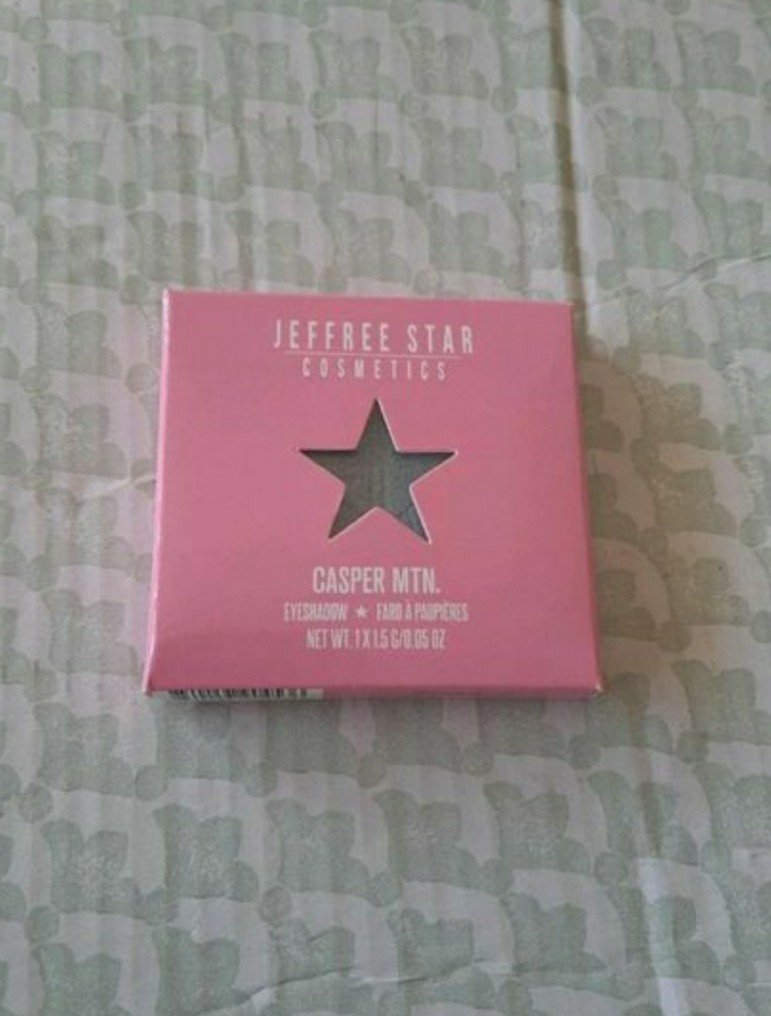 JEFFREE STAR
COSMETICS
CASPER MTN.
EYESHADOW ★ FARD À PAUPIÈRES
NET WT. 1 X 1.5 G/0.05 OZ